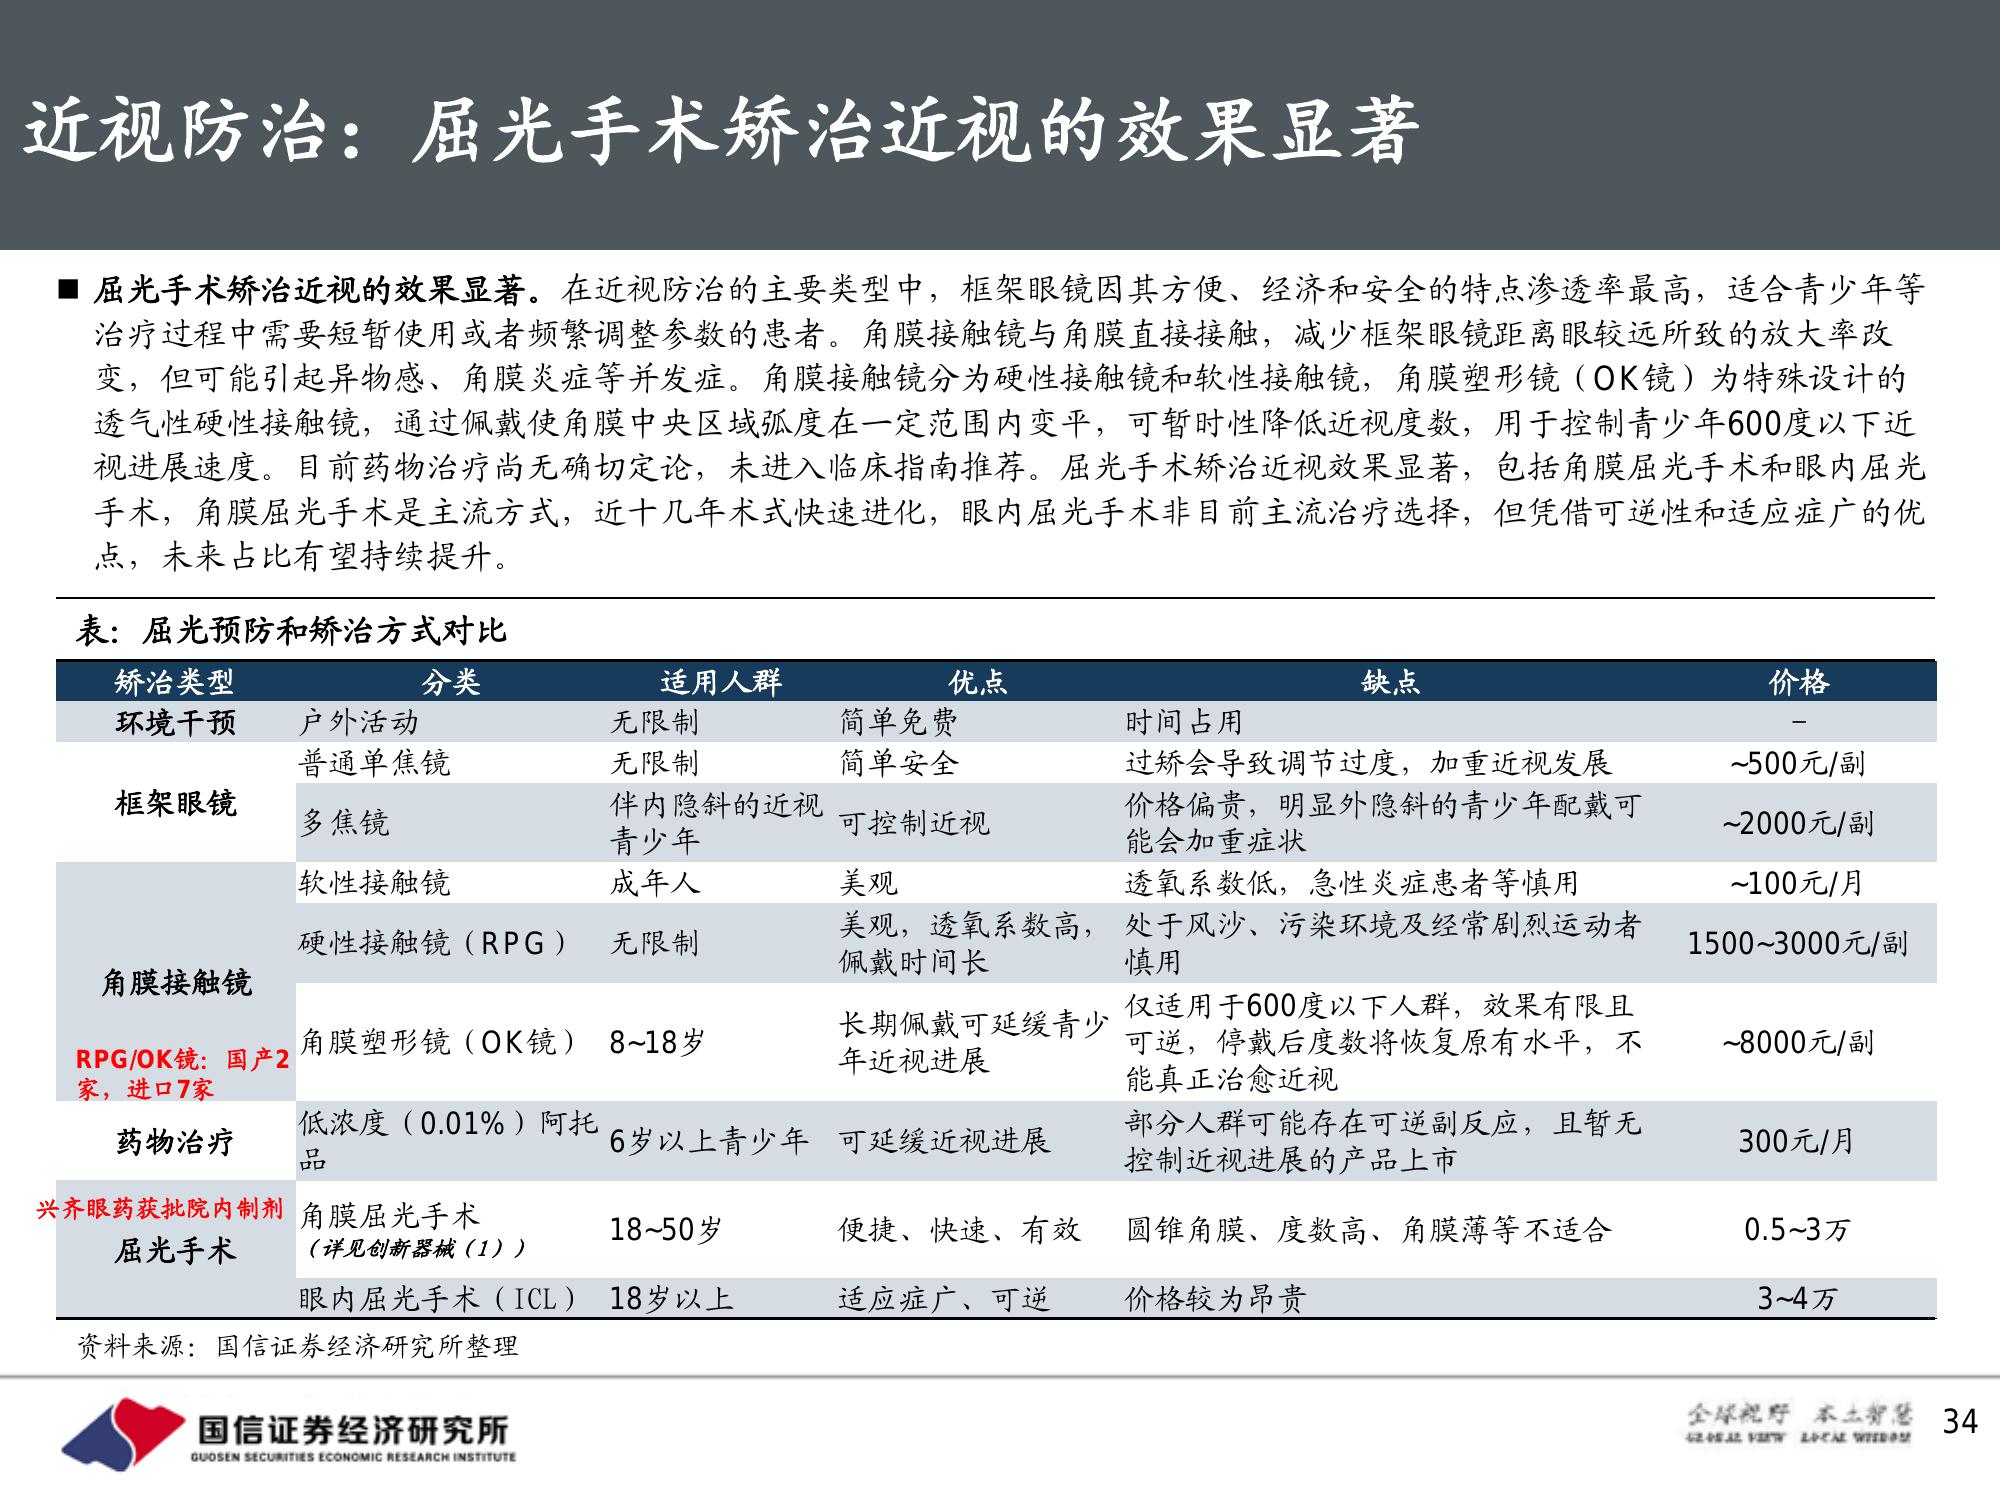 近视防治：屈光手术矫治近视的效果显著
■ 屈光手术矫治近视的效果显著。在近视防治的主要类型中，框架眼镜因其方便、经济和安全的特点渗透率最高，适合青少年等
治疗过程中需要短暂使用或者频繁调整参数的患者。角膜接触镜与角膜直接接触，减少框架眼镜距离眼较远所致的放大率改
变，但可能引起异物感、角膜炎症等并发症。角膜接触镜分为硬性接触镜和软性接触镜，角膜塑形镜（OK镜）为特殊设计的
透气性硬性接触镜，通过佩戴使角膜中央区域弧度在一定范围内变平，可暂时性降低近视度数，用于控制青少年600度以下近
视进展速度。目前药物治疗尚无确切定论，未进入临床指南推荐。屈光手术矫治近视效果显著，包括角膜屈光手术和眼内屈光
手术，角膜屈光手术是主流方式，近十几年术式快速进化，眼内屈光手术非目前主流治疗选择，但凭借可逆性和适应症广的优
点，未来占比有望持续提升。
表：屈光预防和矫治方式对比
矫治类型 分类 适用人群 优点 缺点 价格
环境干预 户外活动 无限制 简单免费 时间占用 –
框架眼镜 普通单焦镜 无限制 简单安全 过矫会导致调节过度，加重近视发展 ~500元/副
多焦镜 伴内隐斜的近视
青少年 可控制近视 价格偏贵，明显外隐斜的青少年配戴可
能会加重症状 ~2000元/副
角膜接触镜 软性接触镜 成年人 美观 透氧系数低，急性炎症患者等慎用 ~100元/月
硬性接触镜（RPG） 无限制 美观，透氧系数高，
佩戴时间长 处于风沙、污染环境及经常剧烈运动者
慎用 1500~3000元/副
RPG/OK镜：国产2
家，进口7家
角膜塑形镜（OK镜） 8~18岁 长期佩戴可延缓青少
年近视进展 仅适用于600度以下人群，效果有限且
可逆，停戴后度数将恢复原有水平，不
能真正治愈近视 ~8000元/副
药物治疗 低浓度（0.01%）阿托
品 6岁以上青少年 可延缓近视进展 部分人群可能存在可逆副反应，且暂无
控制近视进展的产品上市 300元/月
兴齐眼药获批院内制剂
屈光手术 角膜屈光手术
（详见创新器械（1）） 18~50岁 便捷、快速、有效 圆锥角膜、度数高、角膜薄等不适合 0.5~3万
眼内屈光手术（ICL） 18岁以上 适应症广、可逆 价格较为昂贵 3~4万
资料来源：国信证券经济研究所整理
国信证券经济研究所
GUOSEN SECURITIES ECONOMIC RESEARCH INSTITUTE
全球视野 本土智慧
GLOBAL VIEW LOCAL WISDOM
34